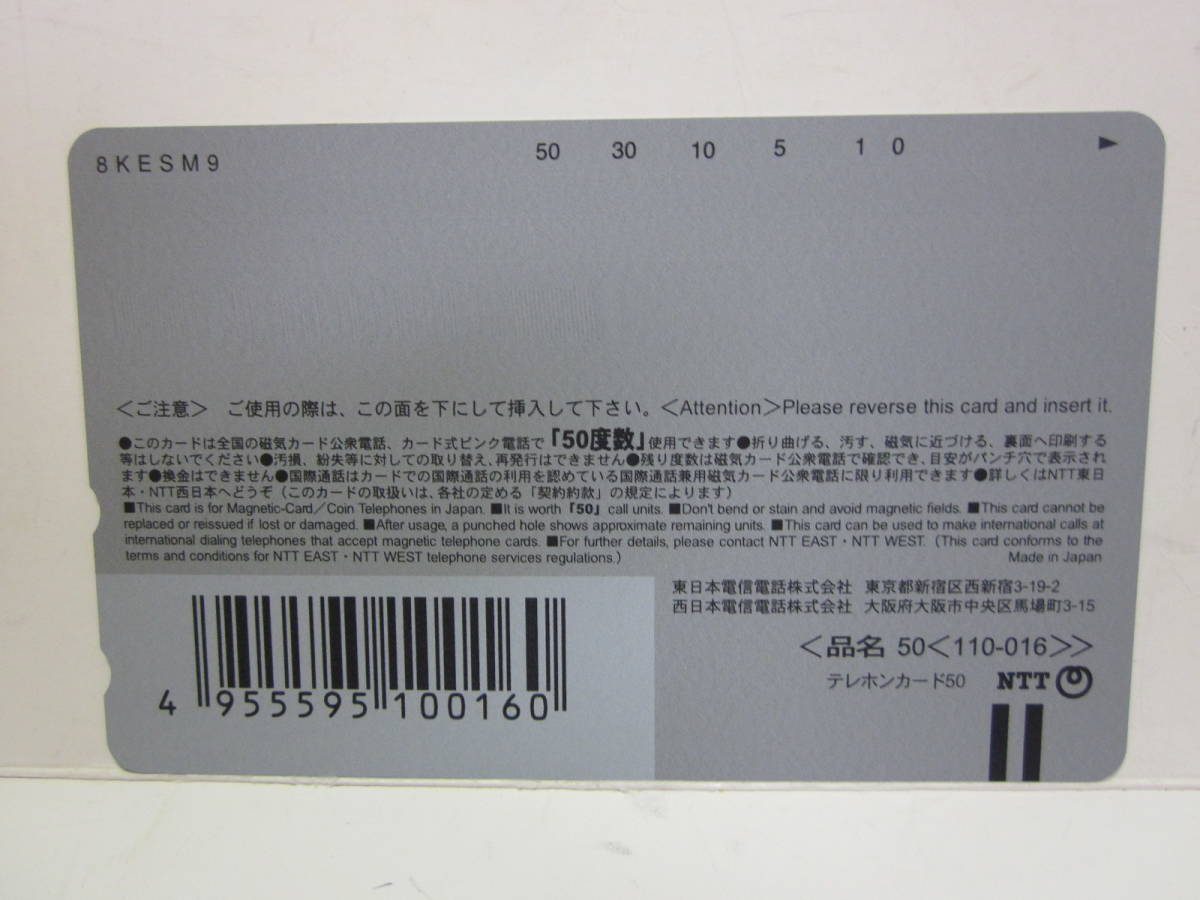 8KESM9 50 30 10 5 1 0
<ご注意> ご使用の際は、この面を下にして挿入して下さい。<Attention>Please reverse this card and insert it.
●このカードは全国の磁気カード公衆電話、カード式ピンク電話で「50度数」使用できます●折り曲げる、汚す、磁気に近づける、裏面へ印刷する
等はしないでください●汚損、紛失等に対しての取り替え、再発行はできません●残り度数は磁気カード公衆電話で確認でき、目安がパンチ穴で表示され
ます●換金はできません●国際通話はカードでの国際通話の利用を認めている国際通話兼用磁気カード公衆電話に限り利用できます●詳しくはNTT東日
本・NTT西日本へどうぞ(このカードの取扱いは、各社の定める「契約約款」の規定によります)
■This card is for Magnetic-Card/Coin Telephones in Japan. ■It is worth「50」call units. ■Don't bend or stain and avoid magnetic fields. ■This card cannot be
replaced or reissued if lost or damaged. ■After usage, a punched hole shows approximate remaining units. ■This card can be used to make international calls at
international dialing telephones that accept magnetic telephone cards. ■For further details, please contact NTT EAST・NTT WEST. (This card conforms to the
terms and conditions for NTT EAST・NTT WEST telephone services regulations.) Made in Japan
東日本電信電話株式会社 東京都新宿区西新宿3-19-2
西日本電信電話株式会社 大阪府大阪市中央区馬場町3-15
<品名 50<110-016>>
テレホンカード50 NTT
4 955595 100160